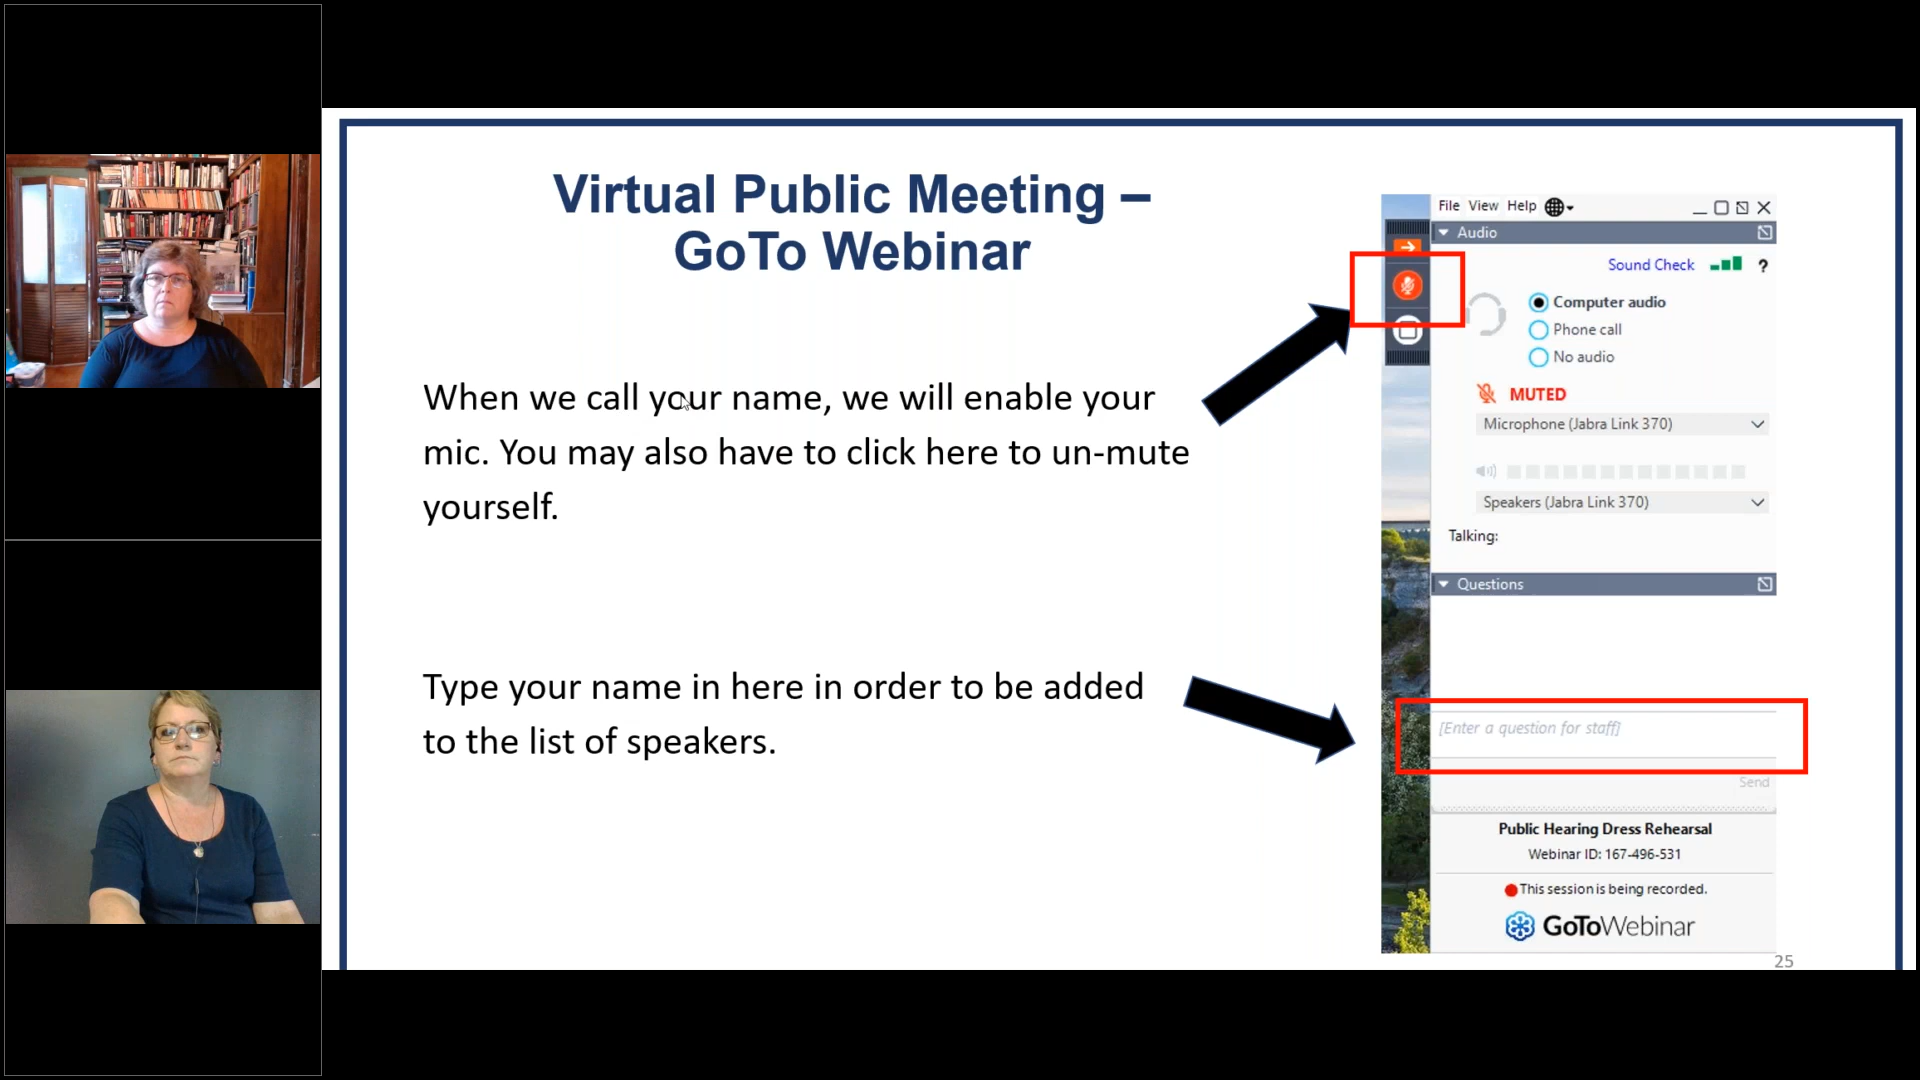 Virtual Public Meeting –
GoTo Webinar
When we call your name, we will enable your
mic. You may also have to click here to un-mute
yourself.
Type your name in here in order to be added
to the list of speakers.
File View Help
Audio
Sound Check ?
Computer audio
Phone call
No audio
MUTED
Microphone (Jabra Link 370)
Speakers (Jabra Link 370)
Talking:
Questions
[Enter a question for staff]
Send
Public Hearing Dress Rehearsal
Webinar ID: 167-496-531
This session is being recorded.
GoToWebinar
25